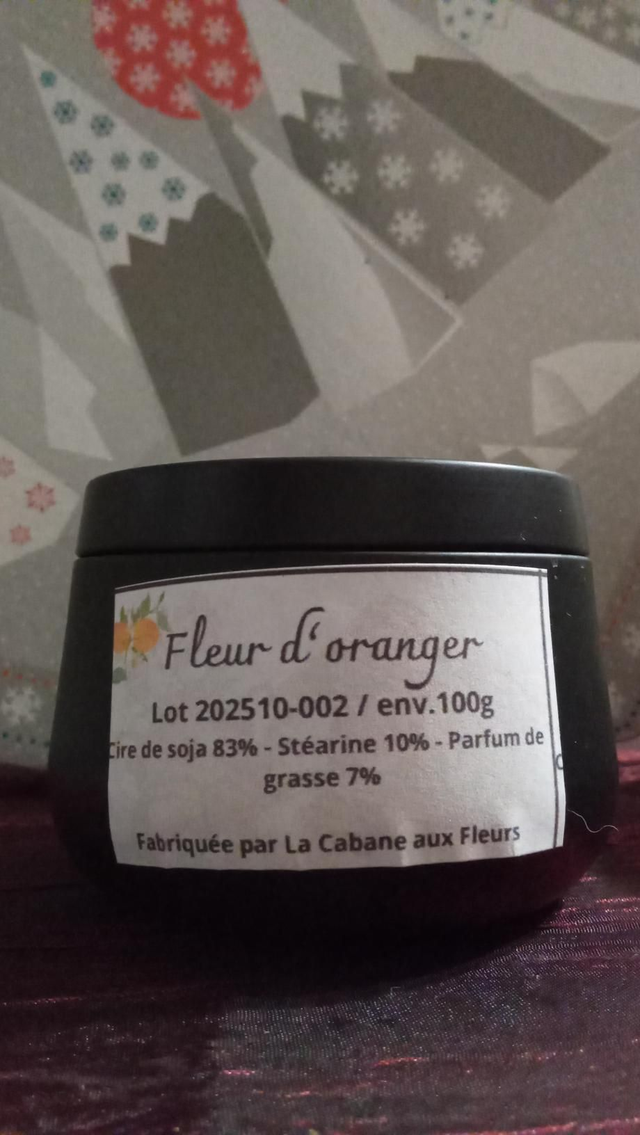 Fleur d'oranger
Lot 202510-002 / env.100g
Cire de soja 83% - Stéarine 10% - Parfum de
grasse 7%
Fabriquée par La Cabane aux Fleurs